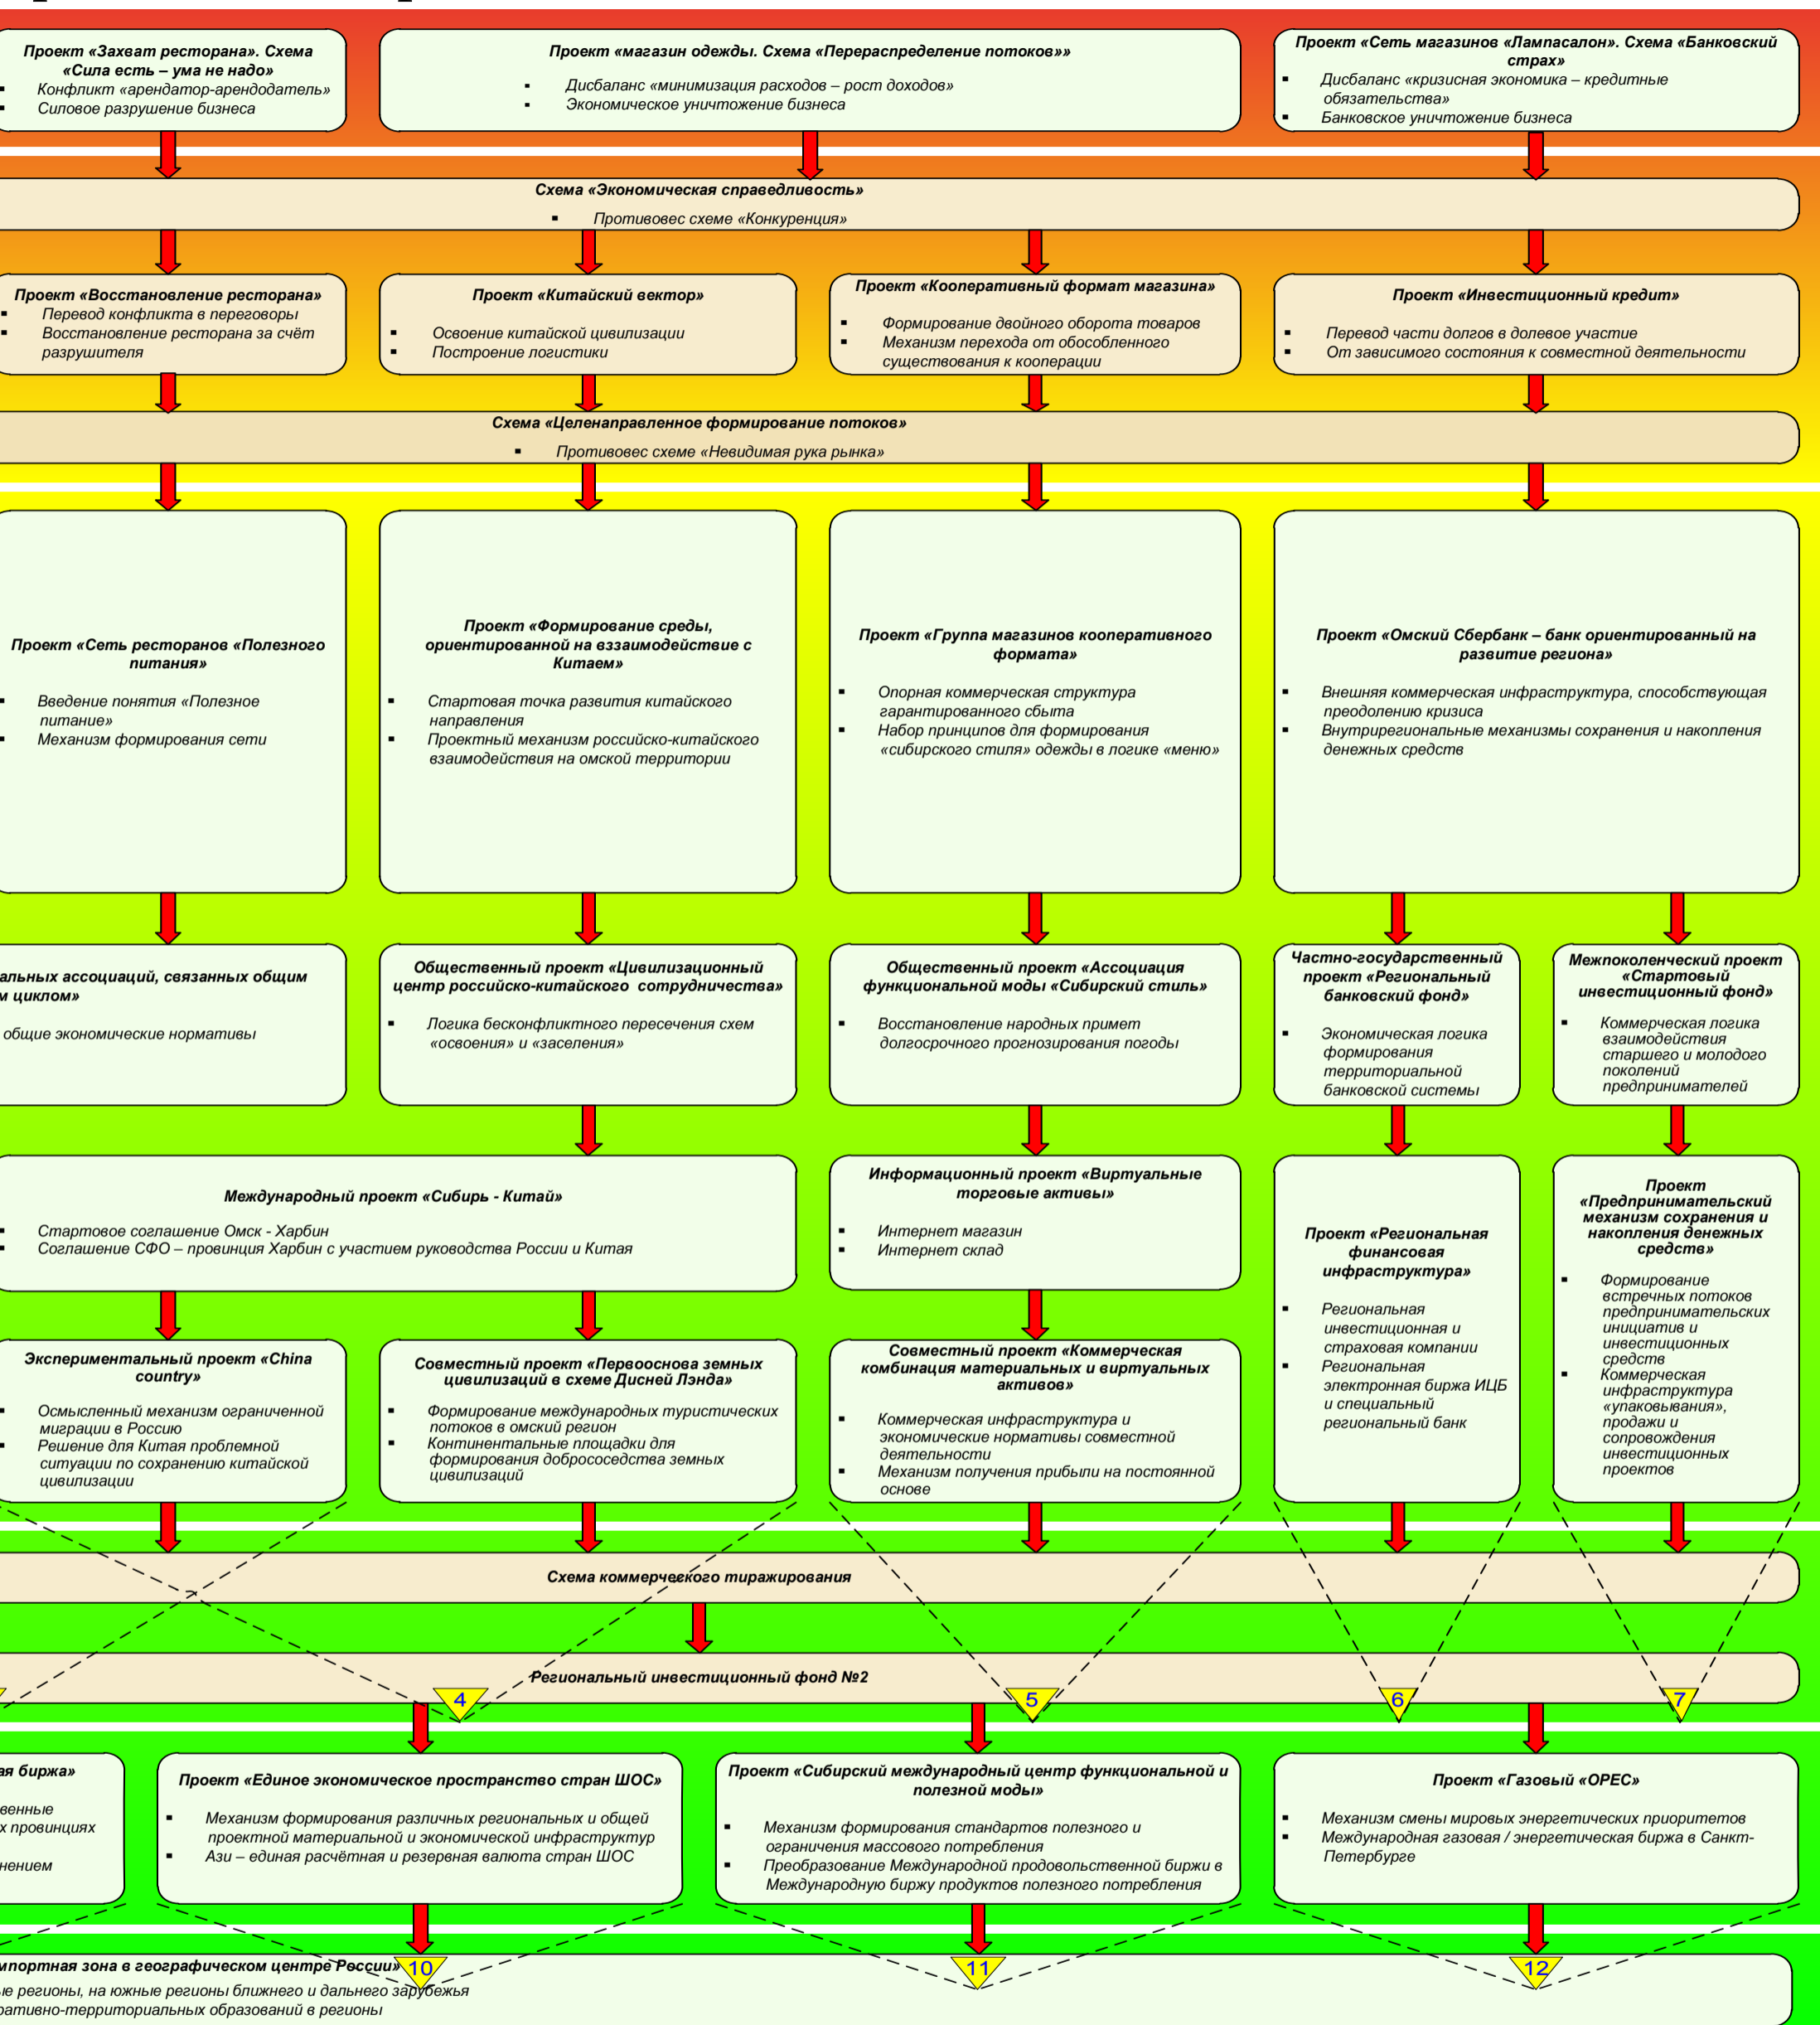 Проект «Захват ресторана». Схема
«Сила есть – ума не надо»
Конфликт «арендатор-арендодатель»
Силовое разрушение бизнеса
Проект «магазин одежды. Схема «Перераспределение потоков»»
Дисбаланс «минимизация расходов – рост доходов»
Экономическое уничтожение бизнеса
Проект «Сеть магазинов «Лампасалон». Схема «Банковский
страх»
Дисбаланс «кризисная экономика – кредитные
обязательства»
Банковское уничтожение бизнеса
Схема «Экономическая справедливость»
Противовес схеме «Конкуренция»
Проект «Восстановление ресторана»
Перевод конфликта в переговоры
Восстановление ресторана за счёт
разрушителя
Проект «Китайский вектор»
Освоение китайской цивилизации
Построение логистики
Проект «Кооперативный формат магазина»
Формирование двойного оборота товаров
Механизм перехода от обособленного
существования к кооперации
Проект «Инвестиционный кредит»
Перевод части долгов в долевое участие
От зависимого состояния к совместной деятельности
Схема «Целенаправленное формирование потоков»
Противовес схеме «Невидимая рука рынка»
Проект «Сеть ресторанов «Полезного
питания»
Введение понятия «Полезное
питание»
Механизм формирования сети
Проект «Формирование среды,
ориентированной на вззаимодействие с
Китаем»
Стартовая точка развития китайского
направления
Проектный механизм российско-китайского
взаимодействия на омской территории
Проект «Группа магазинов кооперативного
формата»
Опорная коммерческая структура
гарантированного сбыта
Набор принципов для формирования
«сибирского стиля» одежды в логике «меню»
Проект «Омский Сбербанк – банк ориентированный на
развитие региона»
Внешняя коммерческая инфраструктура, способствующая
преодолению кризиса
Внутрирегиональные механизмы сохранения и накопления
денежных средств
альных ассоциаций, связанных общим
м циклом»
общие экономические нормативы
Общественный проект «Цивилизационный
центр российско-китайского сотрудничества»
Логика бесконфликтного пересечения схем
«освоения» и «заселения»
Общественный проект «Ассоциация
функциональной моды «Сибирский стиль»
Восстановление народных примет
долгосрочного прогнозирования погоды
Частно-государственный
проект «Региональный
банковский фонд»
Экономическая логика
формирования
территориальной
банковской системы
Межпоколенческий проект
«Стартовый
инвестиционный фонд»
Коммерческая логика
взаимодействия
старшего и молодого
поколений
предпринимателей
Международный проект «Сибирь - Китай»
Стартовое соглашение Омск - Харбин
Соглашение СФО – провинция Харбин с участием руководства России и Китая
Информационный проект «Виртуальные
торговые активы»
Интернет магазин
Интернет склад
Проект «Региональная
финансовая
инфраструктура»
Региональная
инвестиционная и
страховая компании
Региональная
электронная биржа ИЦБ
и специальный
региональный банк
Проект
«Предпринимательский
механизм сохранения и
накопления денежных
средств»
Формирование
встречных потоков
предпринимательских
инициатив и
инвестиционных
средств
Коммерческая
инфраструктура
«упаковывания»,
продажи и
сопровождения
инвестиционных
проектов
Экспериментальный проект «China
country»
Осмысленный механизм ограниченной
миграции в Россию
Решение для Китая проблемной
ситуации по сохранению китайской
цивилизации
Совместный проект «Первооснова земных
цивилизаций в схеме Дисней Лэнда»
Формирование международных туристических
потоков в омский регион
Континентальные площадки для
формирования добрососедства земных
цивилизаций
Совместный проект «Коммерческая
комбинация материальных и виртуальных
активов»
Коммерческая инфраструктура и
экономические нормативы совместной
деятельности
Механизм получения прибыли на постоянной
основе
Схема коммерческого тиражирования
Региональный инвестиционный фонд №2
4
5
6
7
ая биржа»
венные
х провинциях
нением
Проект «Единое экономическое пространство стран ШОС»
Механизм формирования различных региональных и общей
проектной материальной и экономической инфраструктур
Ази – единая расчётная и резервная валюта стран ШОС
Проект «Сибирский международный центр функциональной и
полезной моды»
Механизм формирования стандартов полезного и
ограничения массового потребления
Преобразование Международной продовольственной биржи в
Международную биржу продуктов полезного потребления
Проект «Газовый «ОРЕС»
Механизм смены мировых энергетических приоритетов
Международная газовая / энергетическая биржа в Санкт-
Петербурге
10
11
12
мпортная зона в географическом центре России»
ые регионы, на южные регионы ближнего и дальнего зарубежья
ративно-территориальных образований в регионы